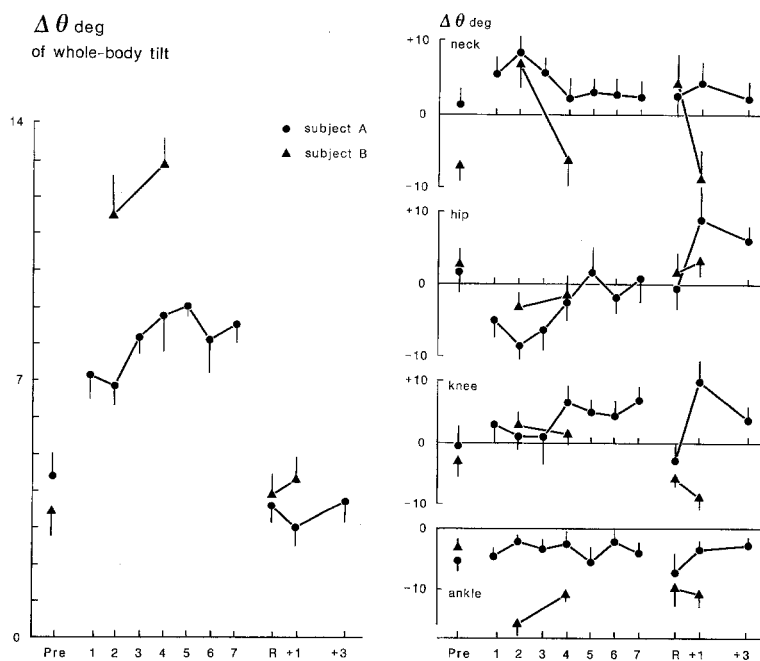 Δθ deg
of whole-body tilt
14
● subject A
▲ subject B
7
0
Pre 1 2 3 4 5 6 7 R +1 +3
Δθ deg
+10
neck
0
-10
+10
hip
0
-10
+10
knee
0
-10
0
-10
ankle
Pre 1 2 3 4 5 6 7 R +1 +3